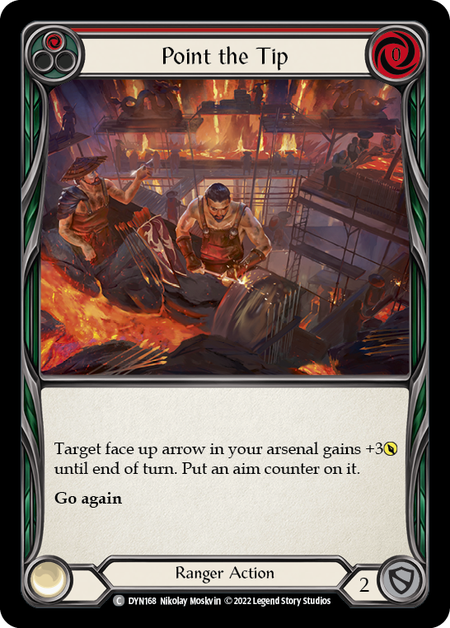 Point the Tip
0
Target face up arrow in your arsenal gains +3
until end of turn. Put an aim counter on it.
Go again
Ranger Action
2
C DYN168 Nikolay Moskvin © 2022 Legend Story Studios